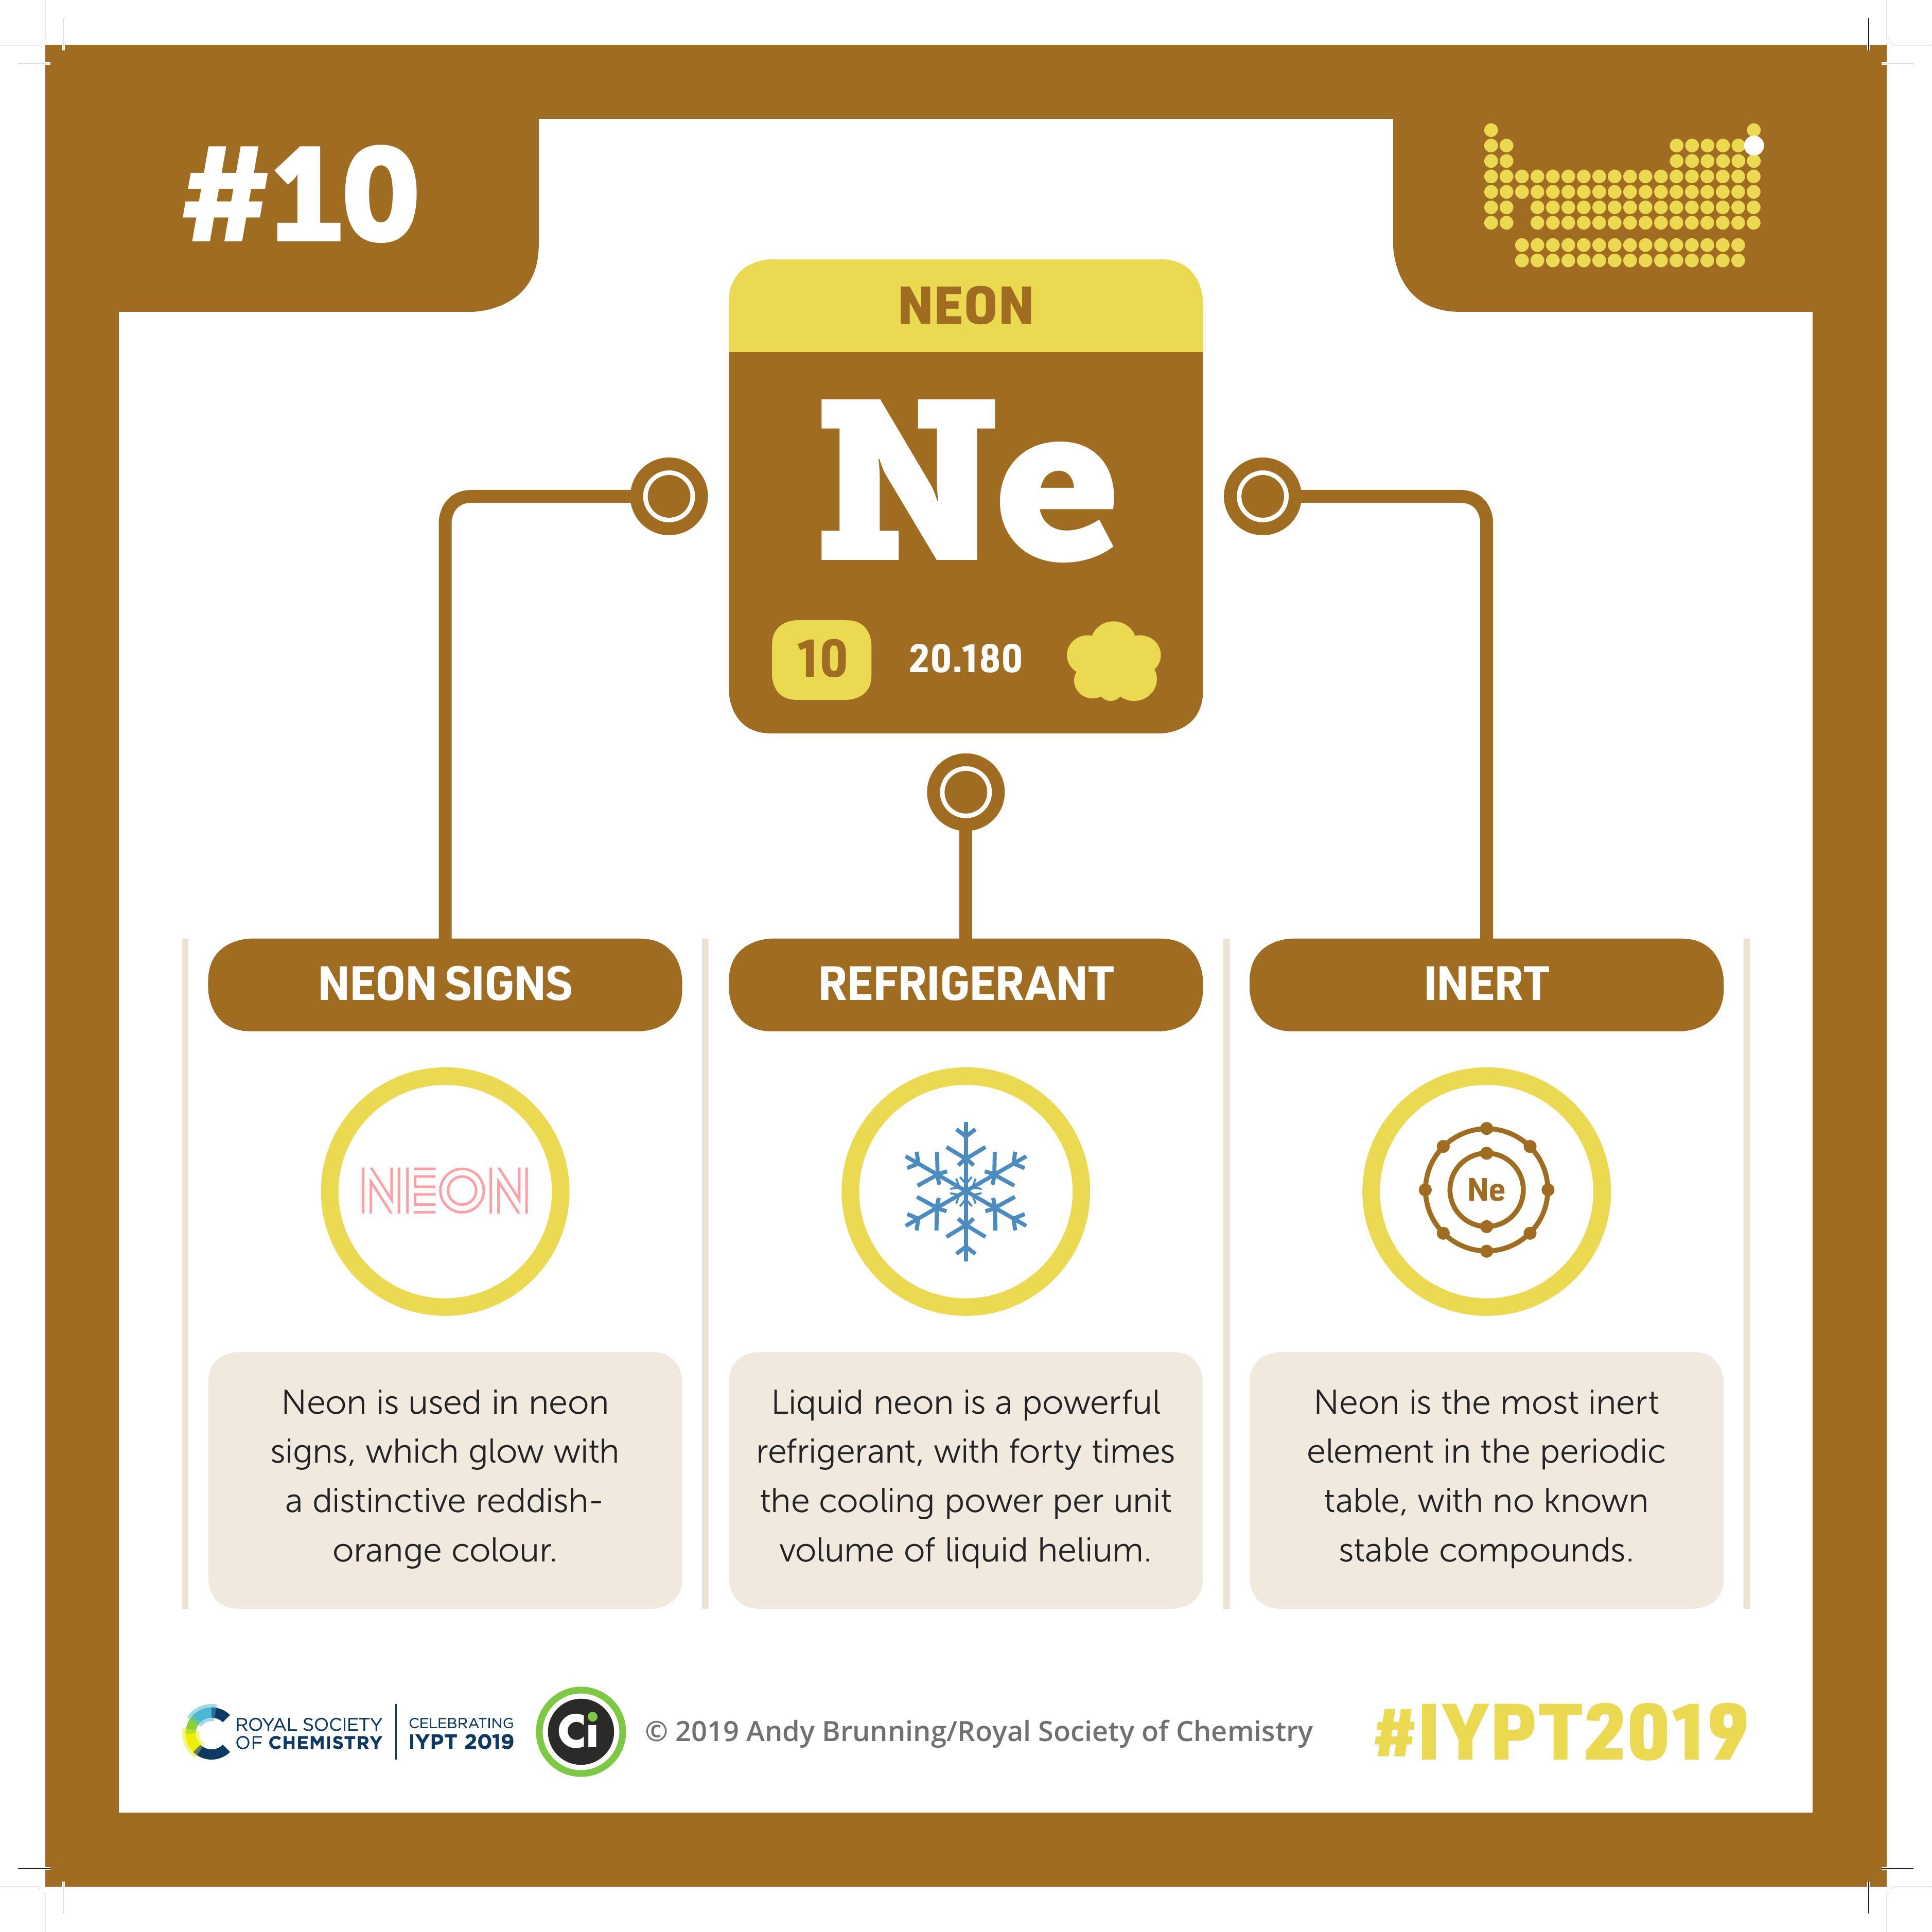 #10
NEON
Ne
10
20.180
NEON SIGNS
REFRIGERANT
INERT
NEON
Ne
Neon is used in neon
signs, which glow with
a distinctive reddish-
orange colour.
Liquid neon is a powerful
refrigerant, with forty times
the cooling power per unit
volume of liquid helium.
Neon is the most inert
element in the periodic
table, with no known
stable compounds.
ROYAL SOCIETY
OF CHEMISTRY
CELEBRATING
IYPT 2019
Ci
© 2019 Andy Brunning/Royal Society of Chemistry
#IYPT2019